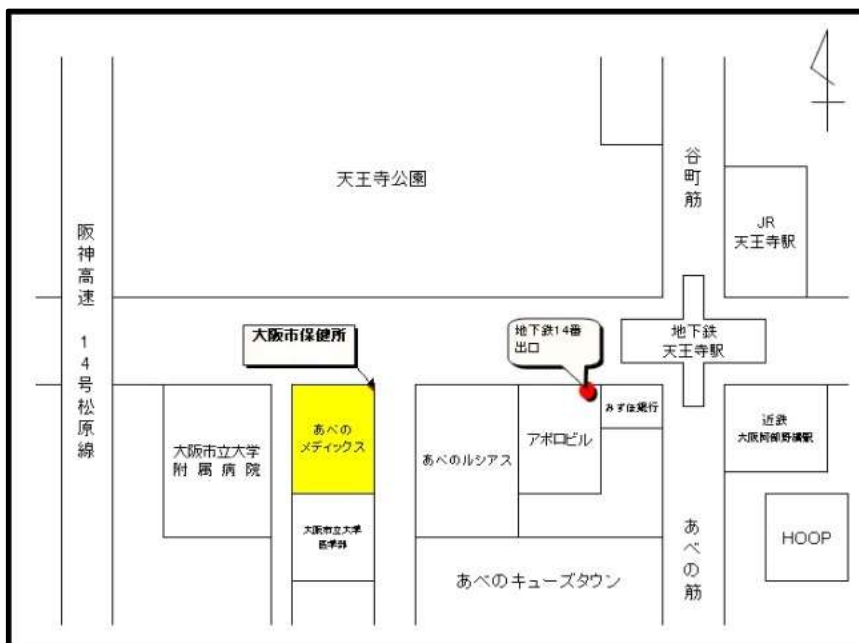 天王寺公園
谷町筋
JR
天王寺駅
阪神高速 14号松原線
大阪市保健所
地下鉄14番
出口
地下鉄
天王寺駅
大阪市立大学
附属病院
あべの
メディックス
あべのルシアス
アポロビル
みずほ銀行
近鉄
大阪阿部野橋駅
大阪市立大学
医学部
あべのキューズタウン
あべの筋
HOOP